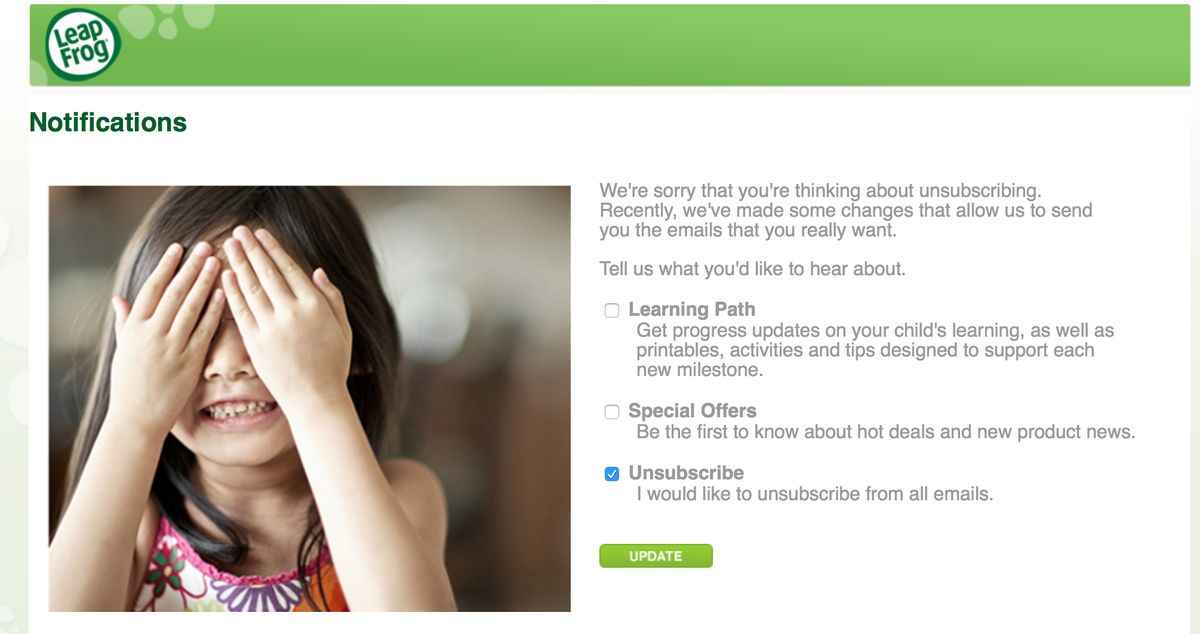 Leap
Frog
Notifications
We're sorry that you're thinking about unsubscribing.
Recently, we've made some changes that allow us to send
you the emails that you really want.
Tell us what you'd like to hear about.
Learning Path
Get progress updates on your child's learning, as well as
printables, activities and tips designed to support each
new milestone.
Special Offers
Be the first to know about hot deals and new product news.
Unsubscribe
I would like to unsubscribe from all emails.
UPDATE